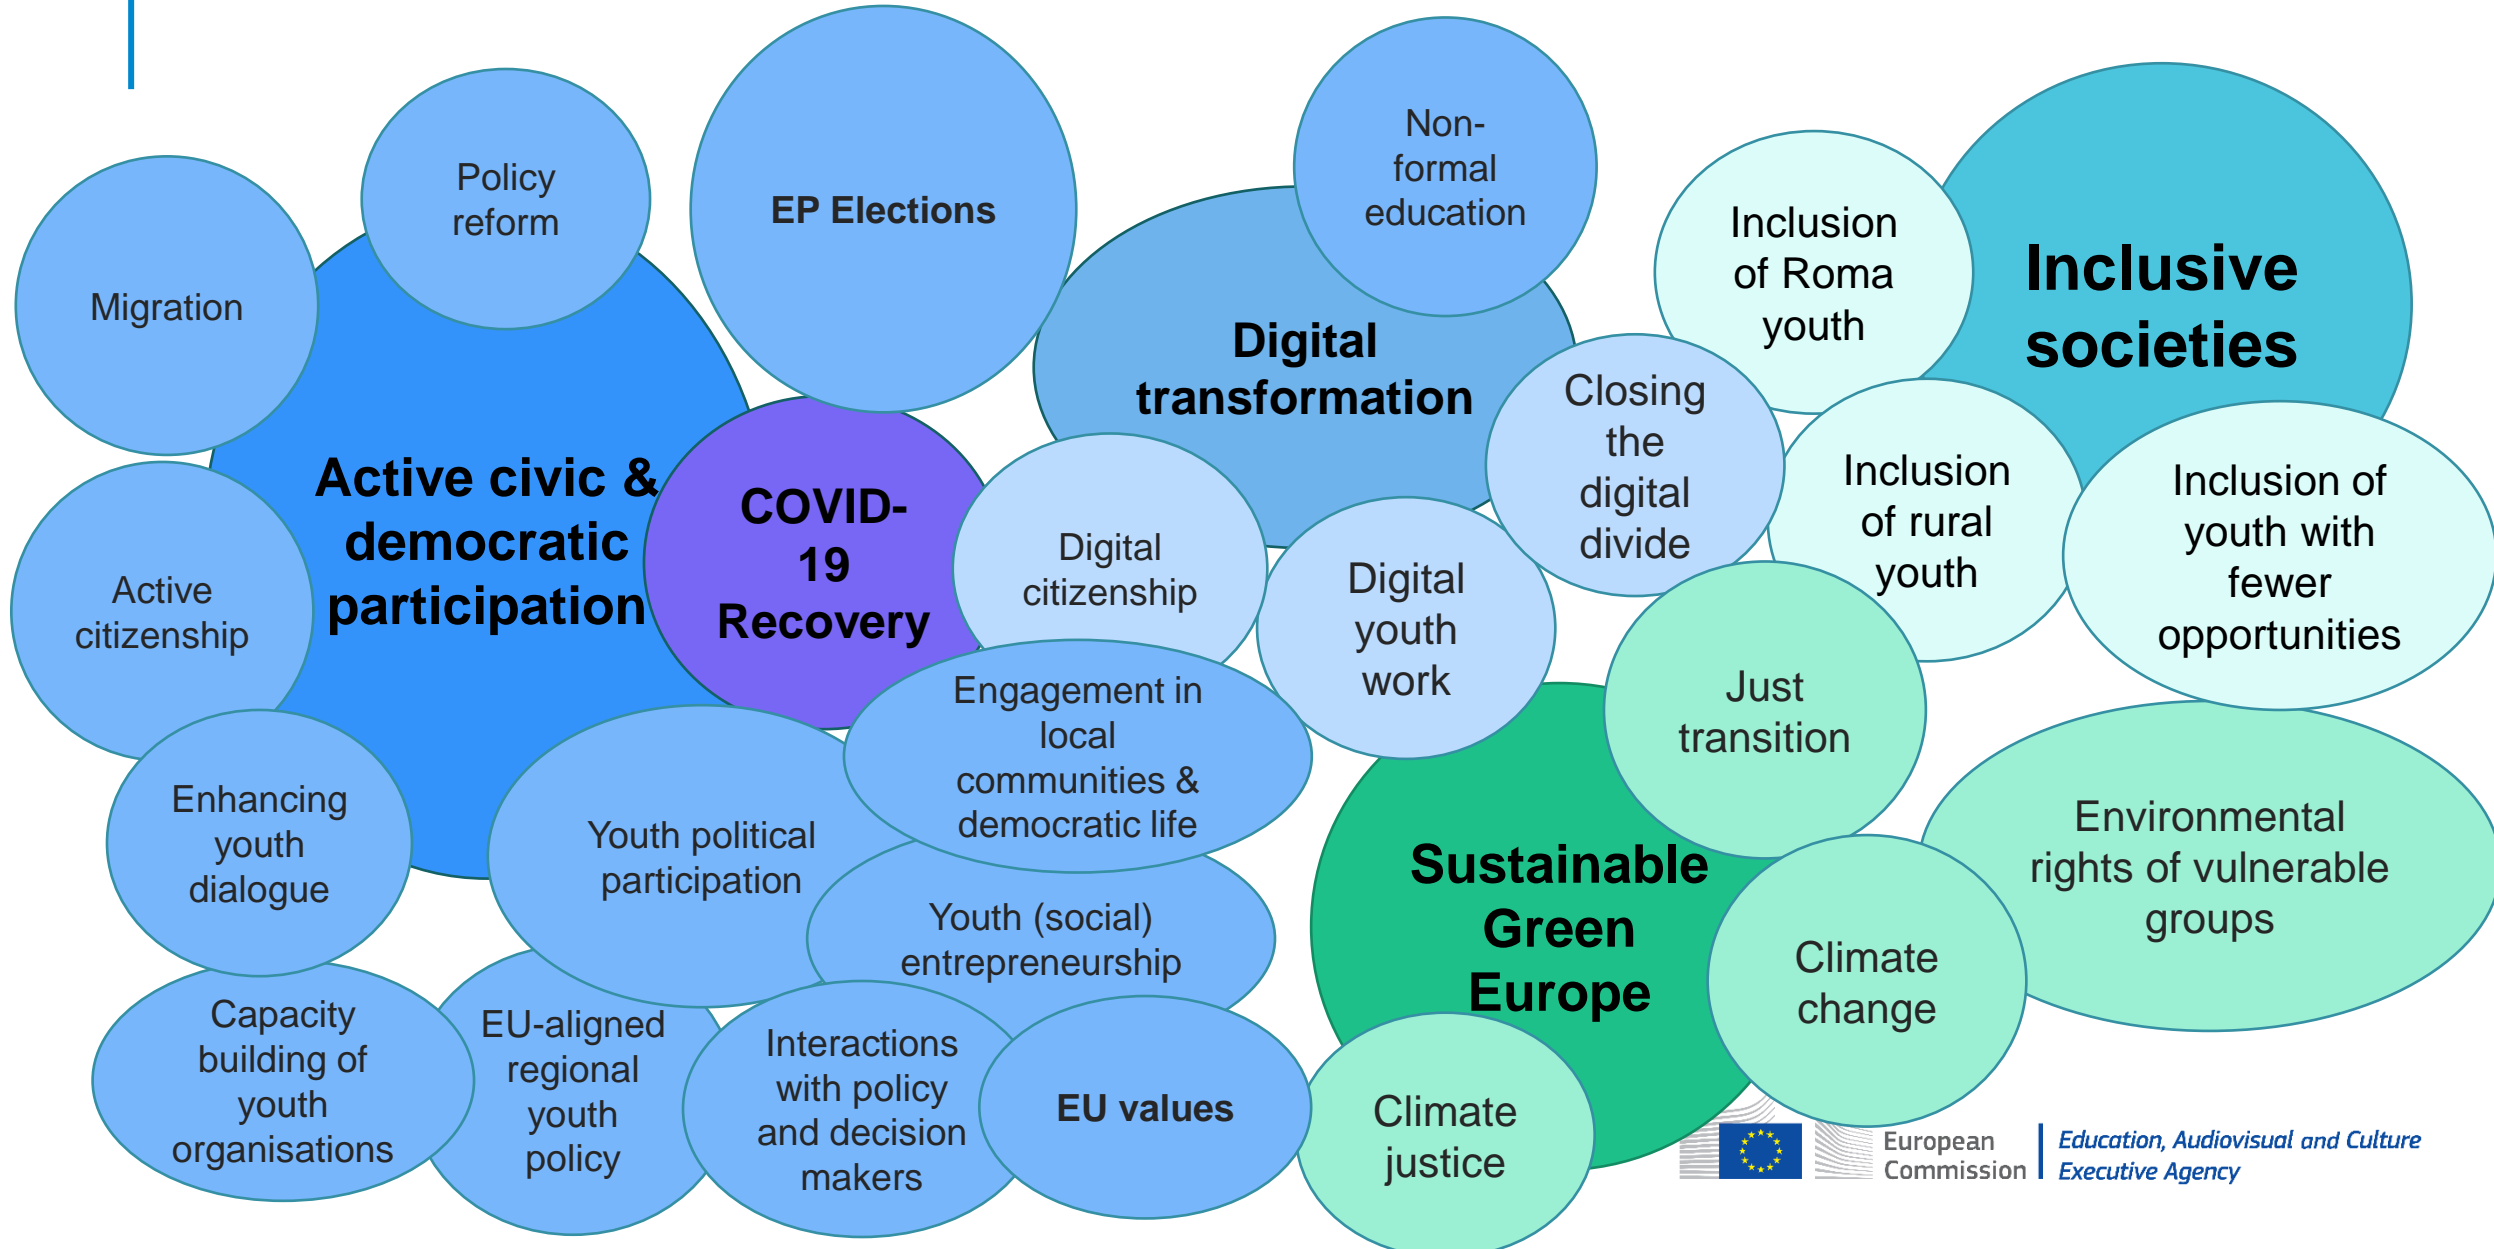 Migration
Policy
reform
EP Elections
Non-
formal
education
Digital
transformation
Inclusion
of Roma
youth
Inclusive
societies
Active civic &
democratic
participation
COVID-
19
Recovery
Closing
the
digital
divide
Inclusion
of rural
youth
Inclusion of
youth with
fewer
opportunities
Active
citizenship
Digital
citizenship
Digital
youth
work
Just
transition
Enhancing
youth
dialogue
Youth political
participation
Engagement in
local
communities &
democratic life
Youth (social)
entrepreneurship
Sustainable
Green
Europe
Environmental
rights of vulnerable
groups
Climate
change
Capacity
building of
youth
organisations
EU-aligned
regional
youth
policy
Interactions
with policy
and decision
makers
EU values
Climate
justice
European
Commission
Education, Audiovisual and Culture
Executive Agency